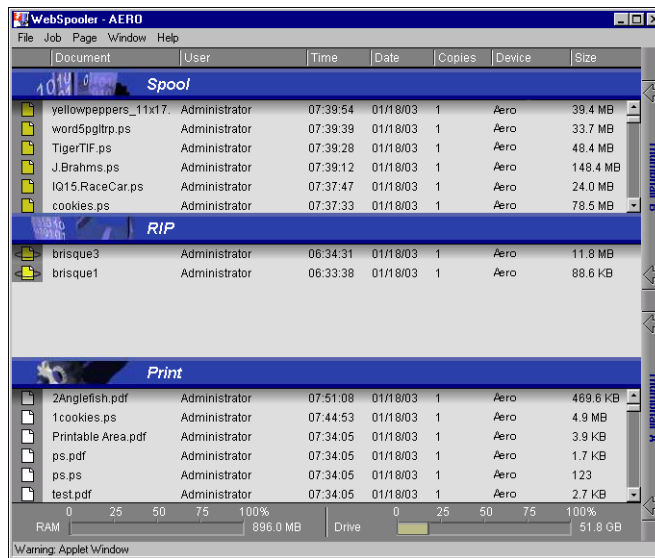 WebSpooler - AERO
File Job Page Window Help
Document User Time Date Copies Device Size
Spool
yellowpeppers_11x17. Administrator 07:39:54 01/18/03 1 Aero 39.4 MB
word5pgltrp.ps Administrator 07:39:39 01/18/03 1 Aero 33.7 MB
TigerTIF.ps Administrator 07:39:28 01/18/03 1 Aero 48.4 MB
J.Brahms.ps Administrator 07:39:12 01/18/03 1 Aero 148.4 MB
IQ15.RaceCar.ps Administrator 07:37:47 01/18/03 1 Aero 24.0 MB
cookies.ps Administrator 07:37:33 01/18/03 1 Aero 78.5 MB
Thumbnail B
RIP
brisque3 Administrator 06:34:31 01/18/03 1 Aero 11.8 MB
brisque1 Administrator 06:33:38 01/18/03 1 Aero 88.6 KB
Print
2Anglefish.pdf Administrator 07:51:08 01/18/03 1 Aero 469.6 KB
1cookies.ps Administrator 07:44:53 01/18/03 1 Aero 4.9 MB
Printable Area.pdf Administrator 07:34:05 01/18/03 1 Aero 3.9 KB
ps.pdf Administrator 07:34:05 01/18/03 1 Aero 1.7 KB
ps.ps Administrator 07:34:05 01/18/03 1 Aero 123
test.pdf Administrator 07:34:05 01/18/03 1 Aero 2.7 KB
Thumbnail A
0 25 50 75 100% 0 25 50 75 100%
RAM 896.0 MB Drive 51.8 GB
Warning: Applet Window